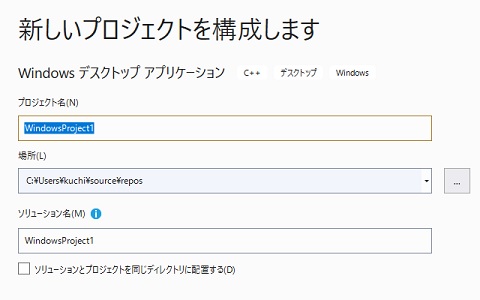 新しいプロジェクトを構成します
Windows デスクトップ アプリケーション C++ デスクトップ Windows
プロジェクト名(N)
WindowsProject1
場所(L)
C:¥Users¥kuchi¥source¥repos ...
ソリューション名(M)
WindowsProject1
ソリューションとプロジェクトを同じディレクトリに配置する(D)